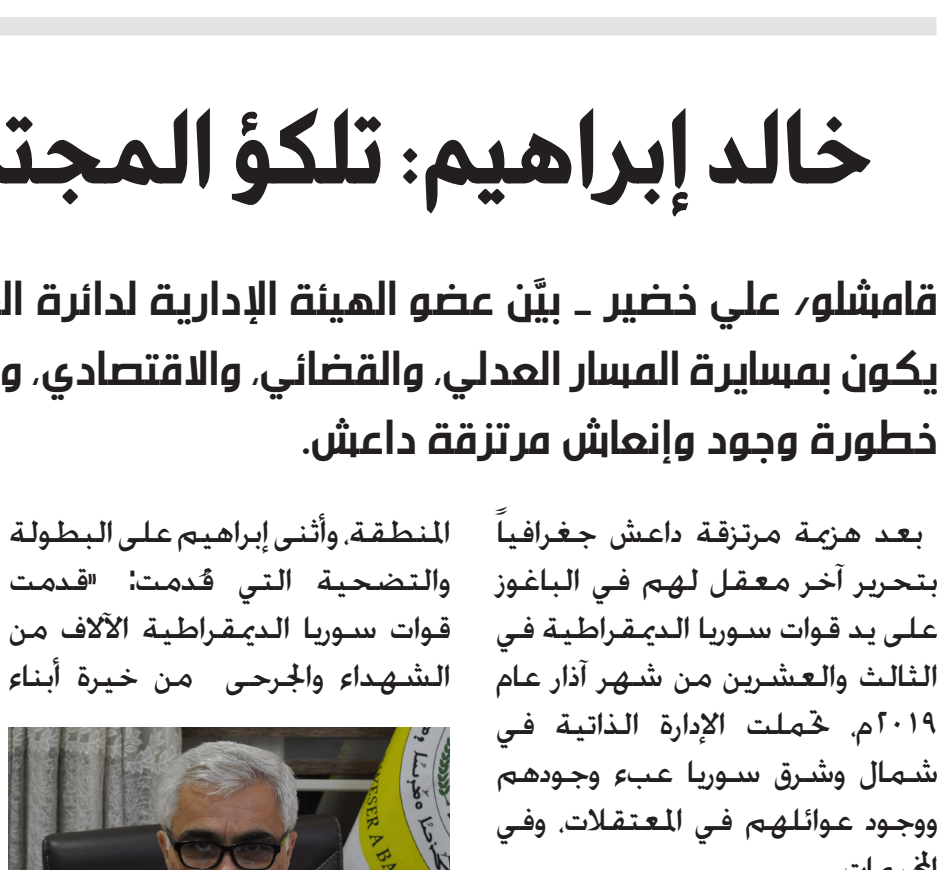 خالد إبراهيم: تلكؤ
قامشلو/ علي خضير ـ بيَّن عضو الهيئة الإدارية لدائرة
يكون بمسايرة المسار العدلي، والقضائي، والاقتصادي، و
خطورة وجود وإنعاش مرتزقة داعش.
بعد هزيمة مرتزقة داعش جغرافياً
بتحرير آخر معقل لهم في الباغوز
على يد قوات سوريا الديمقراطية في
الثالث والعشرين من شهر آذار عام
٢٠١٩م، تحملت الإدارة الذاتية في
شمال وشرق سوريا عبء وجودهم
ووجود عوائلهم في المعتقلات، وفي
المنطقة، وأثنى إبراهيم على البطولة
والتضحية التي قُدمت: "قدمت
قوات سوريا الديمقراطية الآلاف من
الشهداء والجرحى من خيرة أبناء